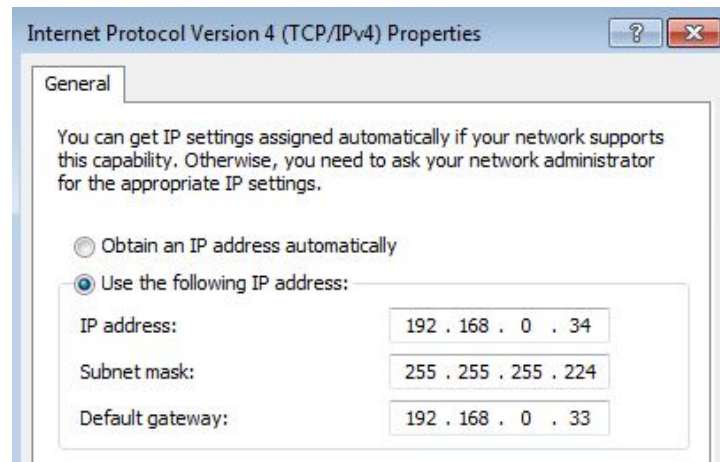 Internet Protocol Version 4 (TCP/IPv4) Properties
General
You can get IP settings assigned automatically if your network supports
this capability. Otherwise, you need to ask your network administrator
for the appropriate IP settings.
Obtain an IP address automatically
Use the following IP address:
IP address: 192 . 168 . 0 . 34
Subnet mask: 255 . 255 . 255 . 224
Default gateway: 192 . 168 . 0 . 33